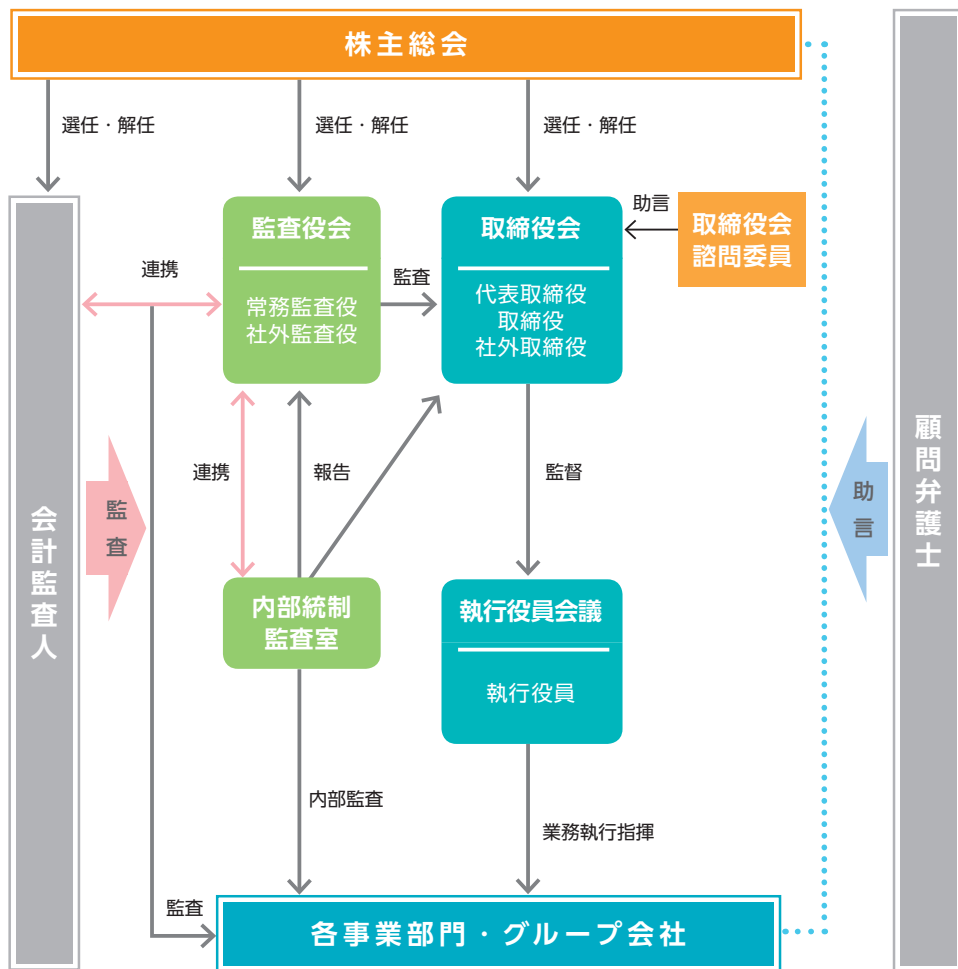 株主総会
選任・解任
選任・解任
選任・解任
監査役会
常務監査役
社外監査役
取締役会
代表取締役
取締役
社外取締役
助言
取締役会
諮問委員
連携
監査
連携
報告
監督
会計監査人
監査
助言
顧問弁護士
内部統制
監査室
執行役員会議
執行役員
内部監査
業務執行指揮
監査
各事業部門・グループ会社